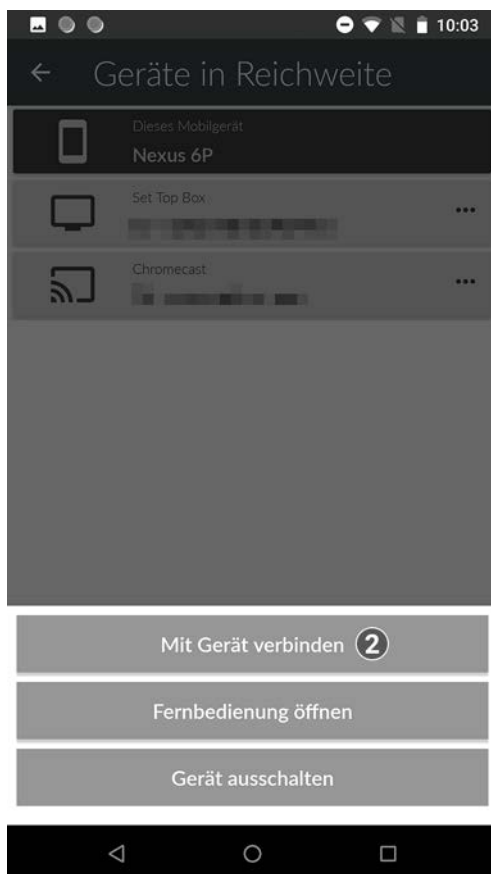 10:03
Geräte in Reichweite
Dieses Mobilgerät
Nexus 6P
Set Top Box
Chromecast
Mit Gerät verbinden 2
Fernbedienung öffnen
Gerät ausschalten